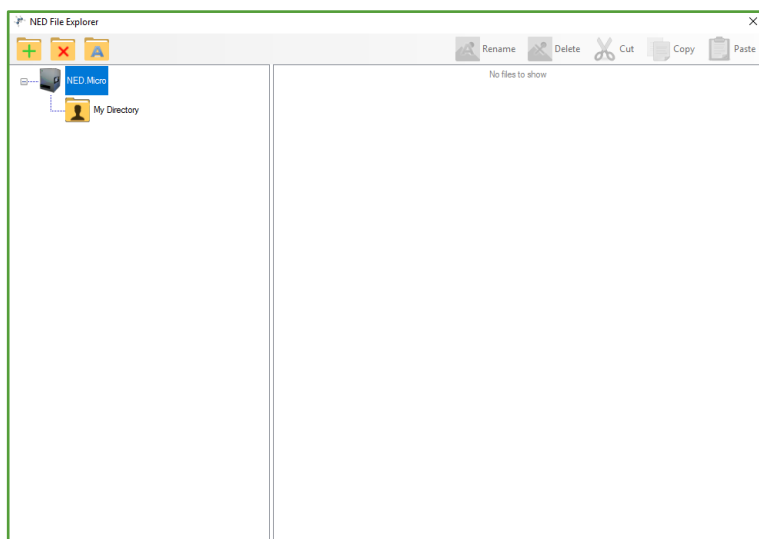 NED File Explorer
A
Rename Delete Cut Copy Paste
NED.Micro
No files to show
My Directory